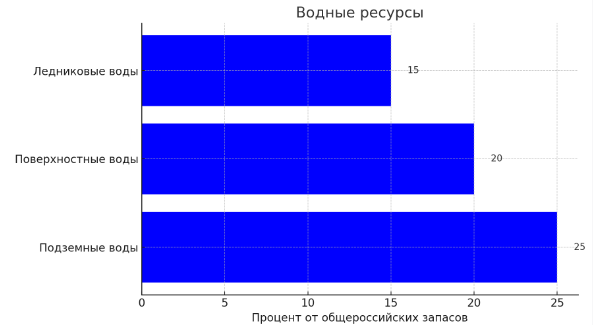 Водные ресурсы
Ледниковые воды
15
Поверхностные воды
20
Подземные воды
25
0 5 10 15 20 25
Процент от общероссийских запасов